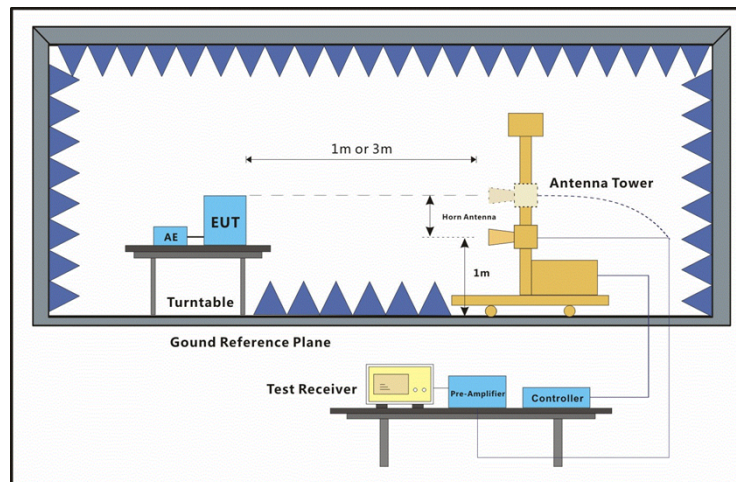 1m or 3m
Antenna Tower
Horn Antenna
EUT
AE
1m
Turntable
Gound Reference Plane
Test Receiver
Pre-Amplifier
Controller